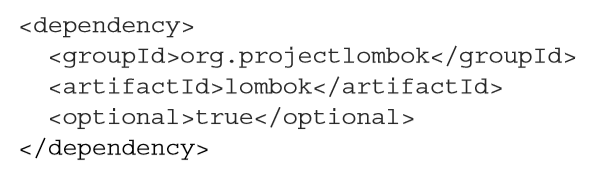 <dependency>
  <groupId>org.projectlombok</groupId>
  <artifactId>lombok</artifactId>
  <optional>true</optional>
</dependency>